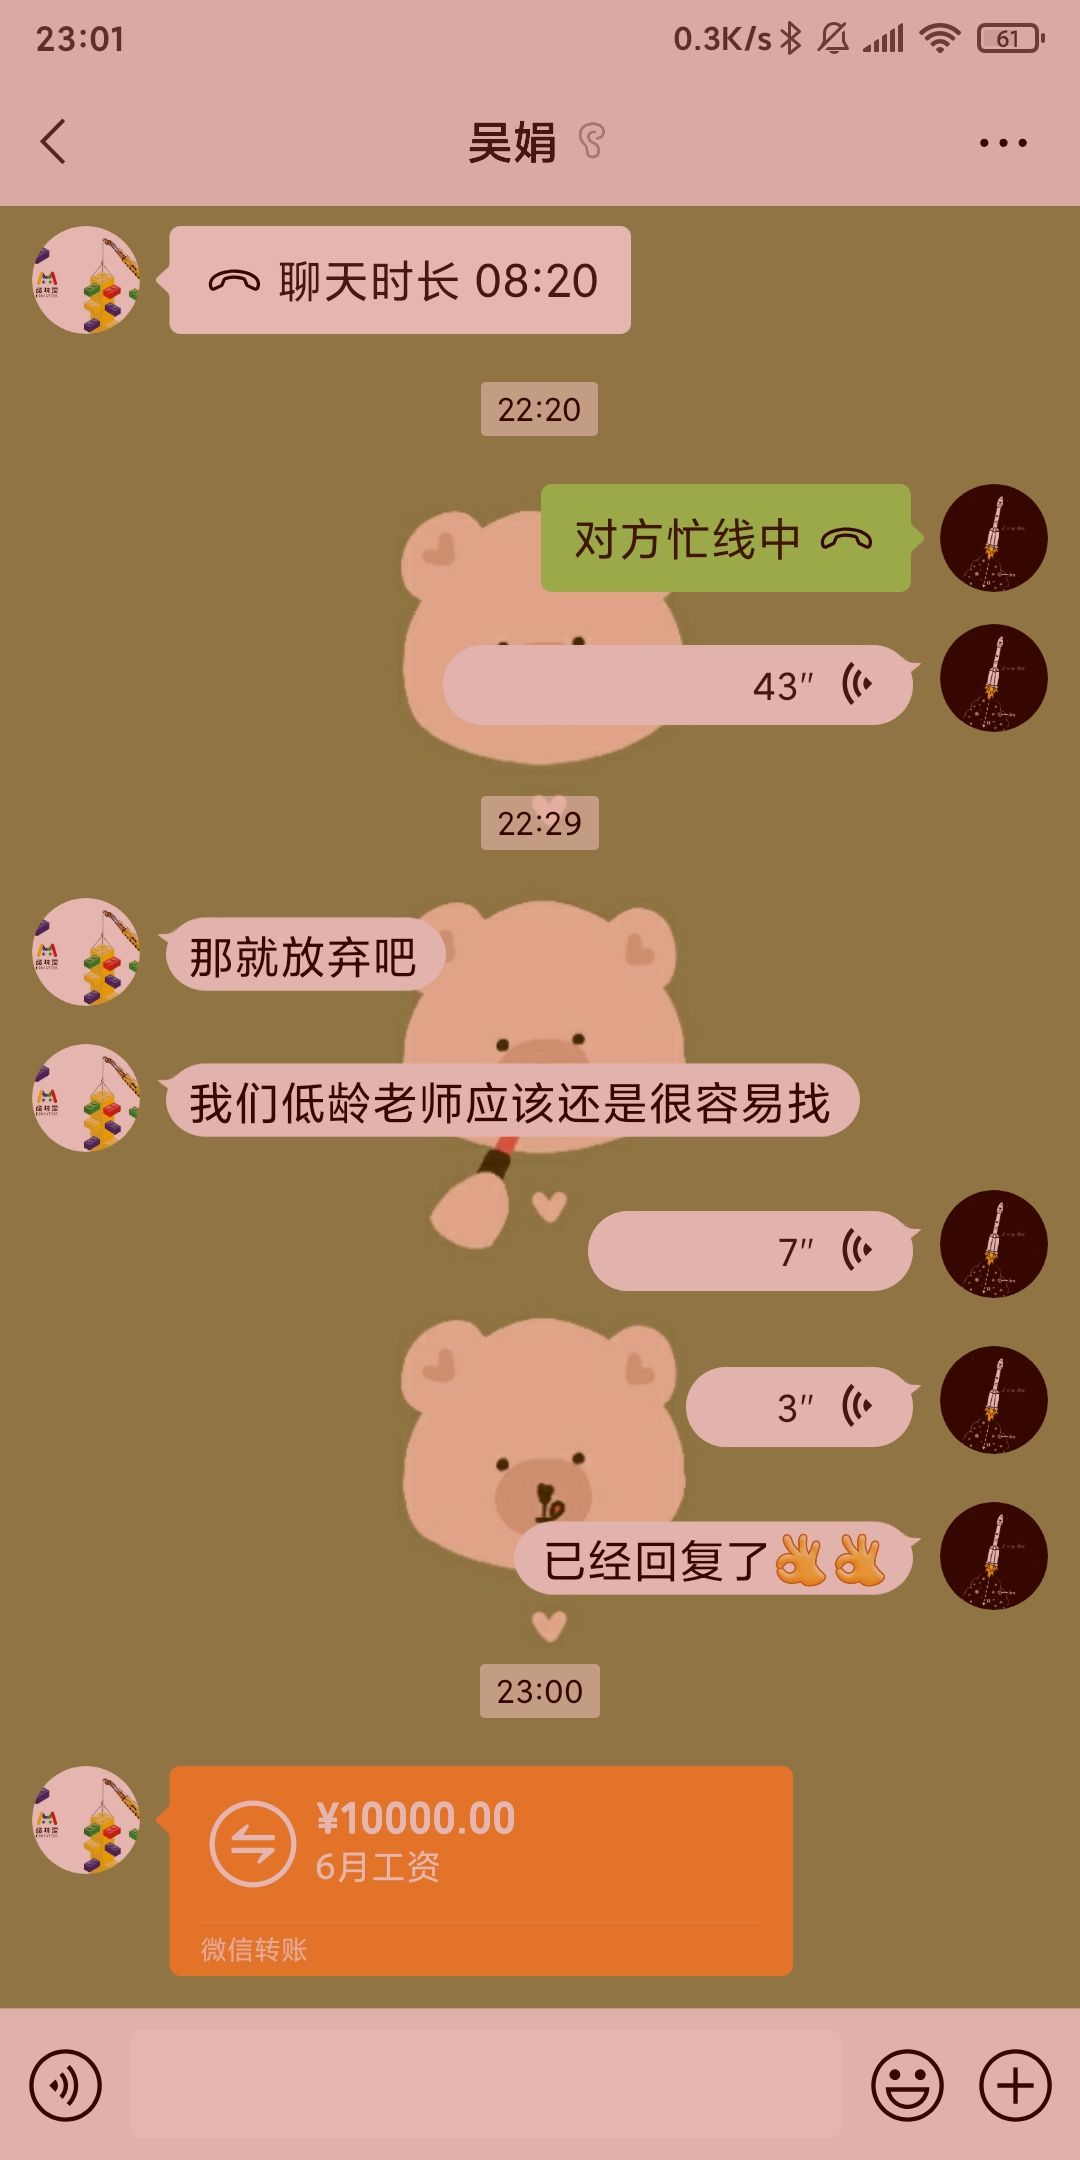 23:01
0.3K/s
61
吴娟
聊天时长 08:20
22:20
对方忙线中
43"
22:29
那就放弃吧
我们低龄老师应该还是很容易找
7"
3"
已经回复了👌👌
23:00
¥10000.00
6月工资
微信转账